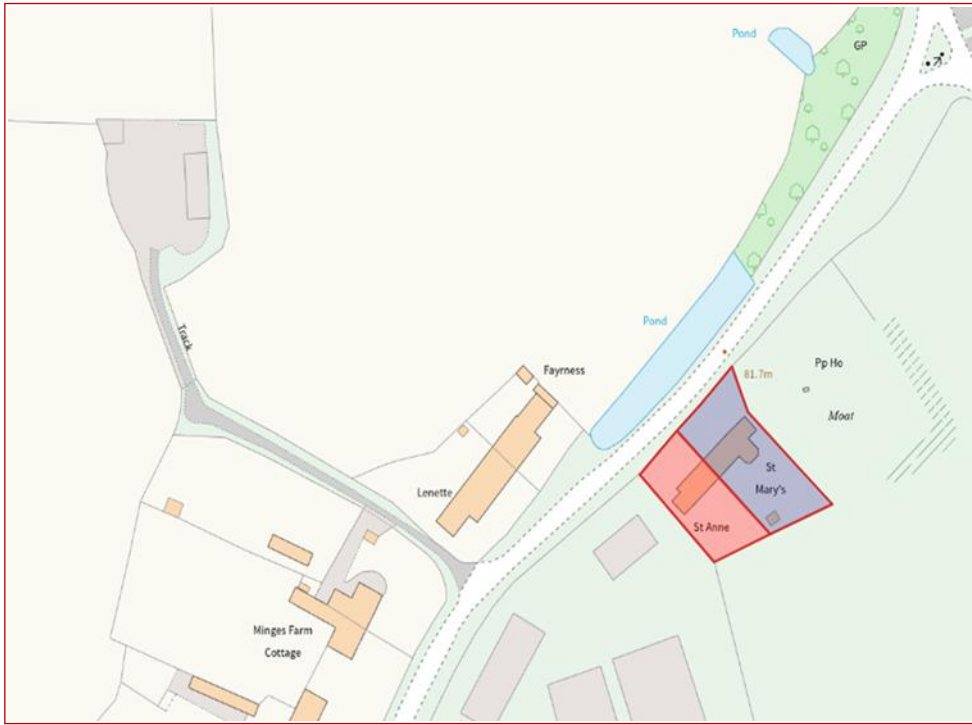 Pond
GP
Track
Pond
Fayrness
81.7m
Pp Ho
Moat
Lenette
St
Mary's
St Anne
Minges Farm
Cottage